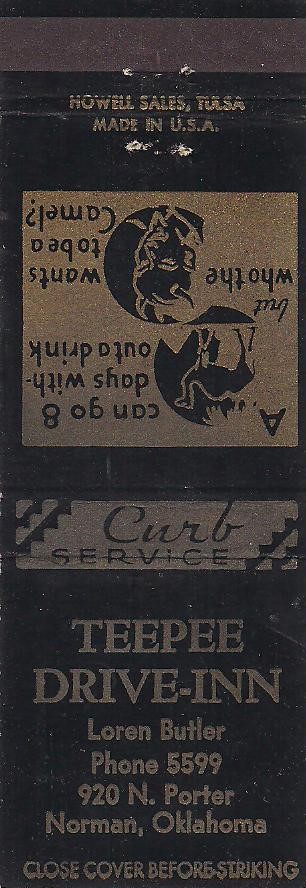 HOWELL SALES, TULSA
MADE IN U.S.A.
A
can go 8
days with-
out a drink
but
who the
wants
to be a
Camel?
Curb
SERVICE
TEEPEE
DRIVE-INN
Loren Butler
Phone 5599
920 N. Porter
Norman, Oklahoma
CLOSE COVER BEFORE STRIKING